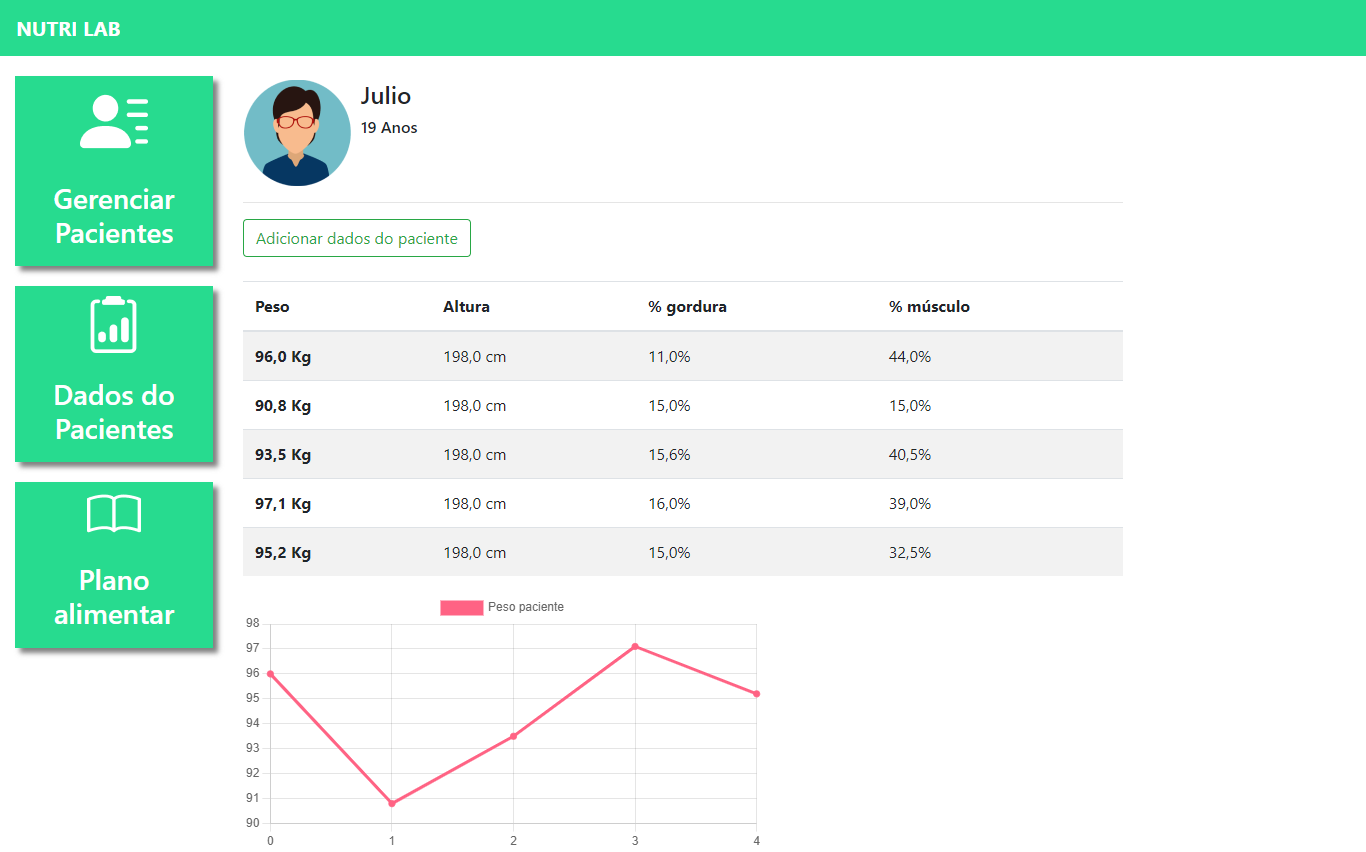 NUTRI LAB
Gerenciar
Pacientes
Dados do
Pacientes
Plano
alimentar
Julio
19 Anos
Adicionar dados do paciente
Peso Altura % gordura % músculo
96,0 Kg 198,0 cm 11,0% 44,0%
90,8 Kg 198,0 cm 15,0% 15,0%
93,5 Kg 198,0 cm 15,6% 40,5%
97,1 Kg 198,0 cm 16,0% 39,0%
95,2 Kg 198,0 cm 15,0% 32,5%
Peso paciente
98
97
96
95
94
93
92
91
90
0 1 2 3 4